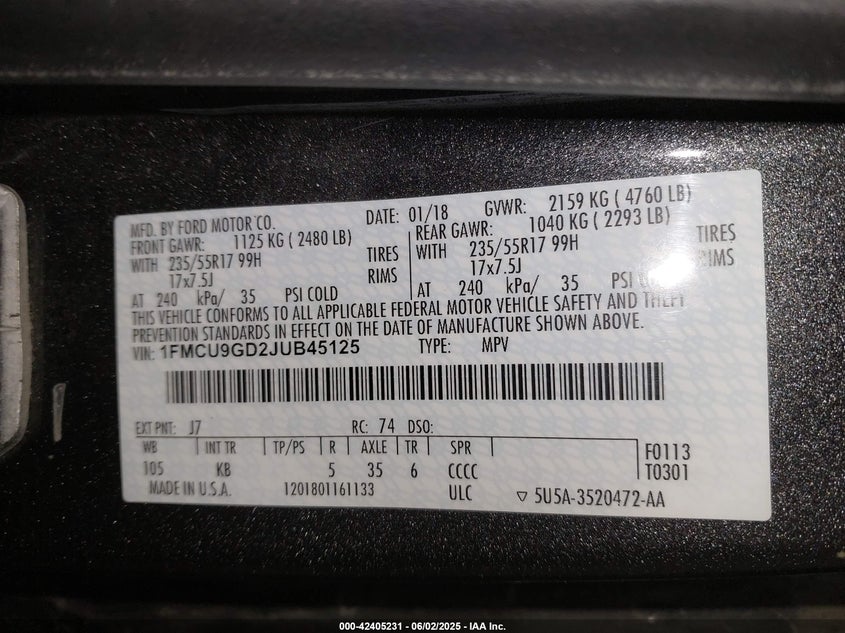 MFD. BY FORD MOTOR CO.
DATE: 01/18
GVWR: 2159 KG ( 4760 LB)
FRONT GAWR: 1125 KG ( 2480 LB)
REAR GAWR: 1040 KG ( 2293 LB)
WITH 235/55R17 99H TIRES
WITH 235/55R17 99H TIRES
17x7.5J RIMS
17x7.5J RIMS
AT 240 kPa/ 35 PSI COLD
AT 240 kPa/ 35 PSI COLD
THIS VEHICLE CONFORMS TO ALL APPLICABLE FEDERAL MOTOR VEHICLE SAFETY AND THEFT
PREVENTION STANDARDS IN EFFECT ON THE DATE OF MANUFACTURE SHOWN ABOVE.
VIN: 1FMCU9GD2JUB45125 TYPE: MPV
EXT PNT: J7 RC: 74 DSO:
WB INT TR TP/PS R AXLE TR SPR
105 KB 5 35 6 CCCC
F0113
T0301
MADE IN U.S.A. 1201801161133 ULC ▽ 5U5A-3520472-AA
000-42405231 - 06/02/2025 - IAA Inc.